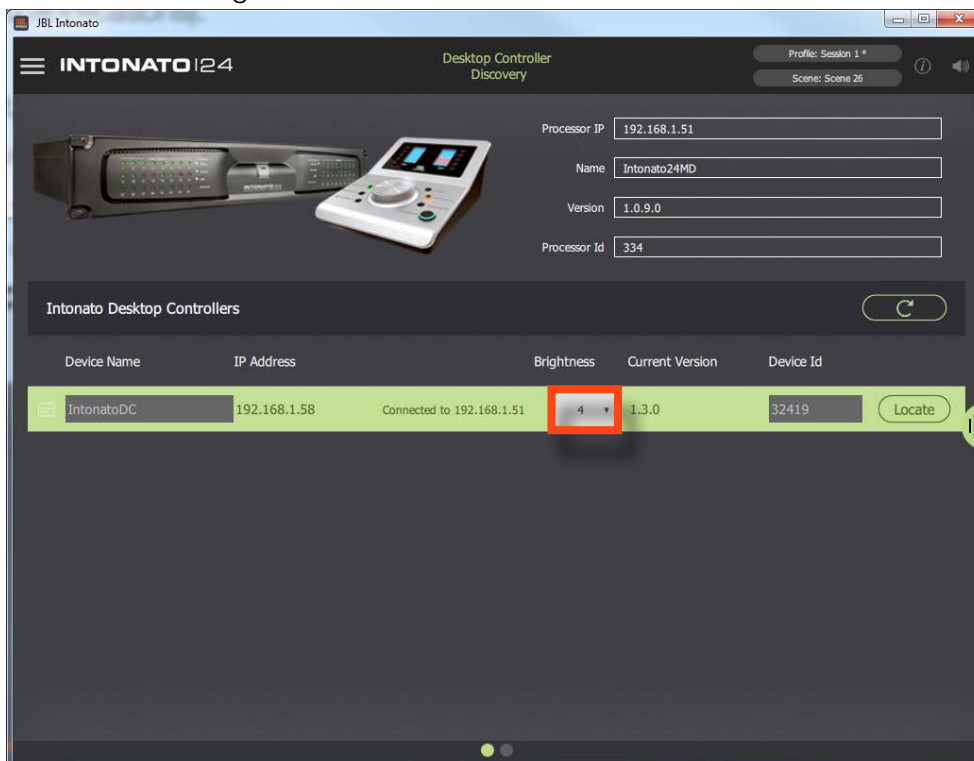 JBL Intonato
INTONATO 24
Desktop Controller
Discovery
Profile: Session 1 *
Scene: Scene 26
Processor IP 192.168.1.51
Name Intonato24MD
Version 1.0.9.0
Processor Id 334
Intonato Desktop Controllers
Device Name IP Address Brightness Current Version Device Id
IntonatoDC 192.168.1.58 Connected to 192.168.1.51 4 1.3.0 32419 Locate